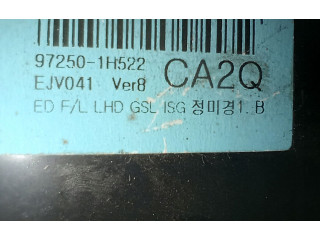 97250-1H522
EJV041 Ver8 CA2Q
ED F/L LHD GSL ISG 정미경1. B